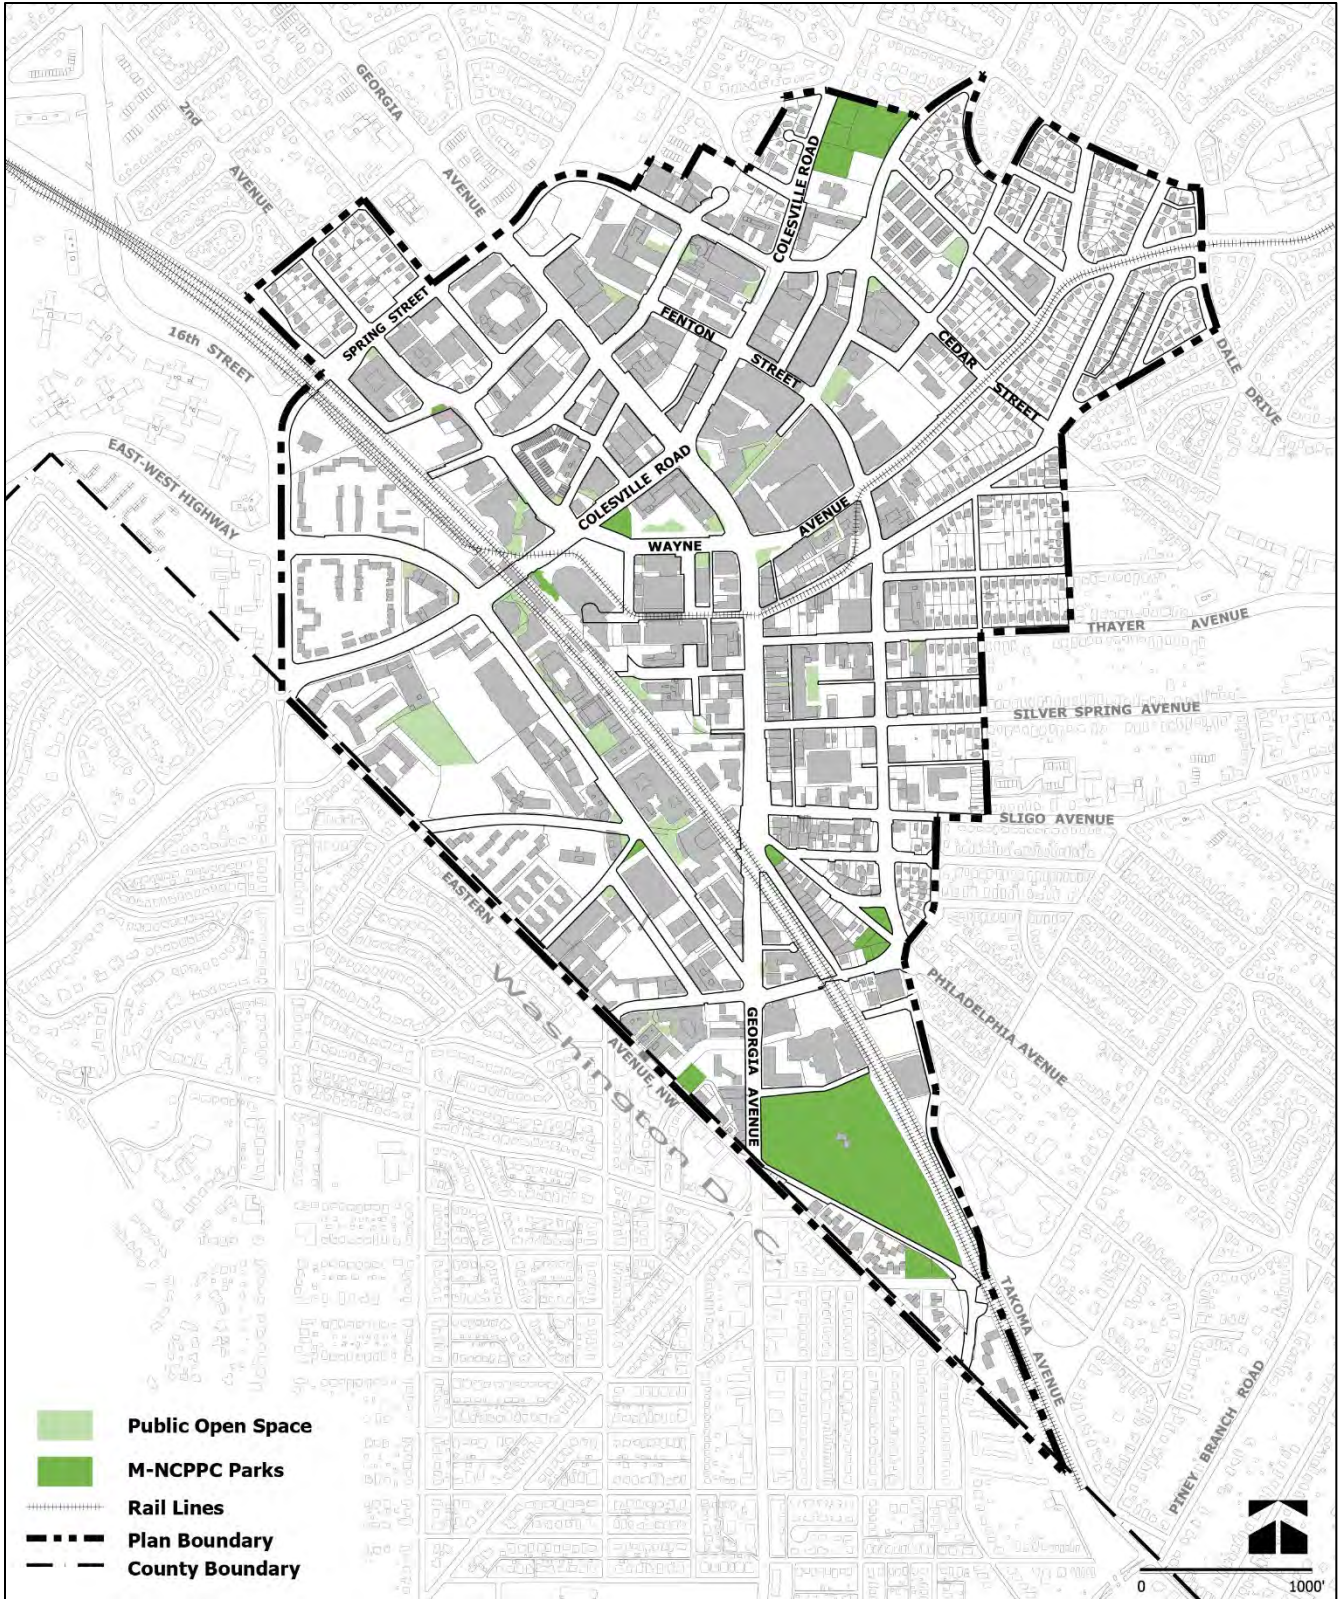 GEORGIA
AVENUE
2nd
AVENUE
COLESVILLE ROAD
SPRING STREET
16th STREET
FENTON
STREET
CEDAR
STREET
DALE DRIVE
EAST-WEST HIGHWAY
COLESVILLE ROAD
WAYNE
AVENUE
THAYER AVENUE
SILVER SPRING AVENUE
SLIGO AVENUE
EASTERN
AVENUE, NW
Washington D.C.
PHILADELPHIA AVENUE
GEORGIA AVENUE
TAKOMA AVENUE
PINEY BRANCH ROAD
Public Open Space
M-NCPPC Parks
Rail Lines
Plan Boundary
County Boundary
0 1000'